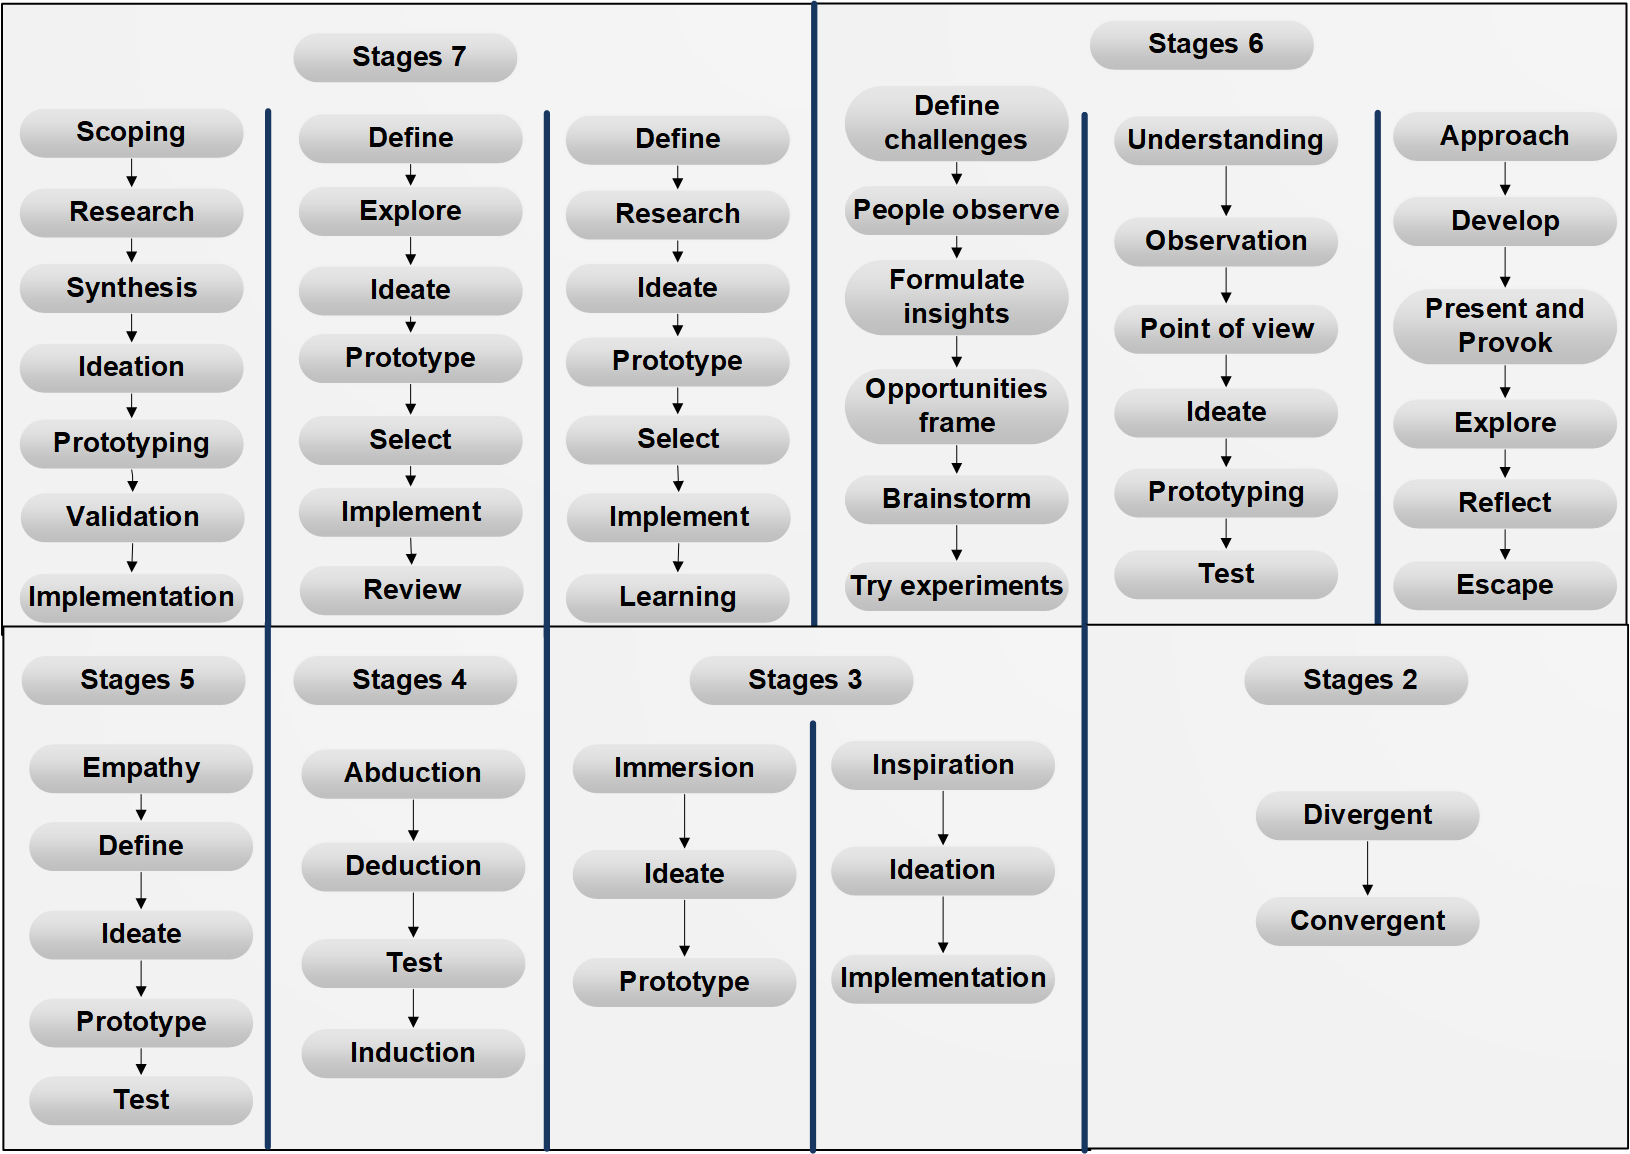 Stages 7
Scoping
Research
Synthesis
Ideation
Prototyping
Validation
Implementation
Define
Explore
Ideate
Prototype
Select
Implement
Review
Define
Research
Ideate
Prototype
Select
Implement
Learning
Stages 6
Define
challenges
People observe
Formulate
insights
Opportunities
frame
Brainstorm
Try experiments
Understanding
Observation
Point of view
Ideate
Prototyping
Test
Approach
Develop
Present and
Provok
Explore
Reflect
Escape
Stages 5
Empathy
Define
Ideate
Prototype
Test
Stages 4
Abduction
Deduction
Test
Induction
Stages 3
Immersion
Ideate
Prototype
Inspiration
Ideation
Implementation
Stages 2
Divergent
Convergent